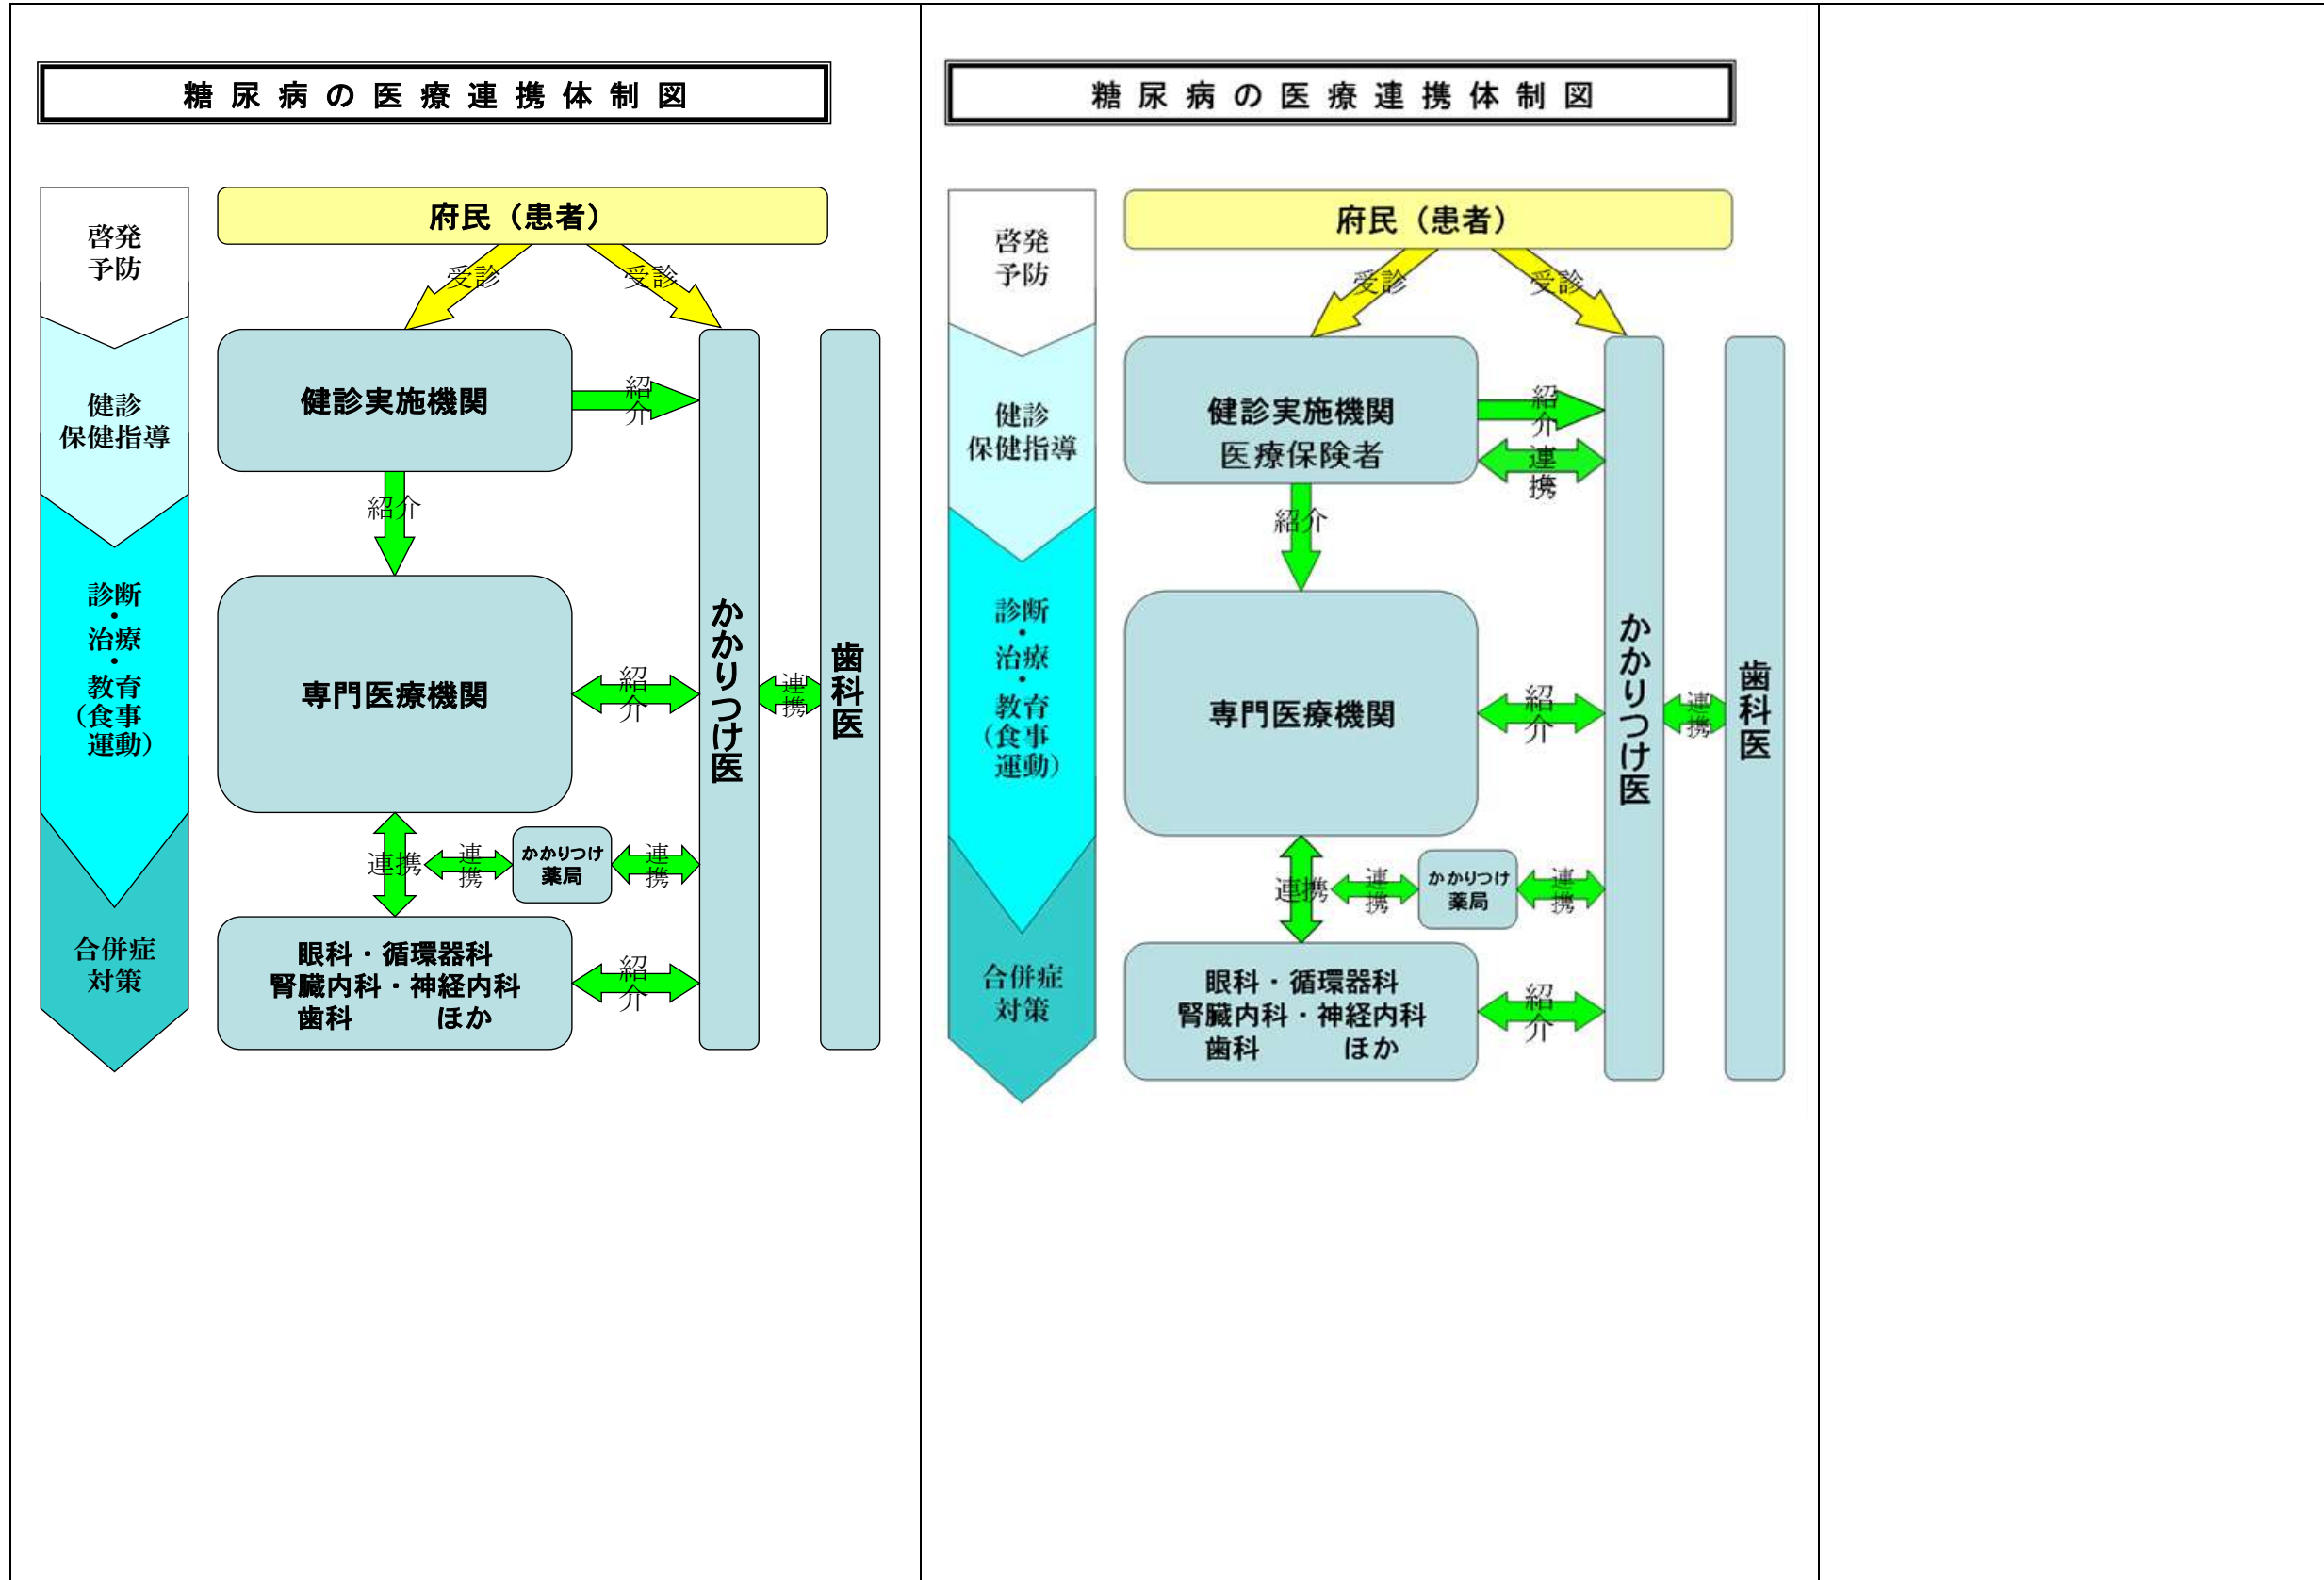 糖尿病の医療連携体制図
啓発
予防
健診
保健指導
診断
・
治療
・
教育
（食事
運動）
合併症
対策
府民（患者）
受診
受診
健診実施機関
紹
介
紹介
専門医療機関
紹
介
連携
連
携
かかりつけ
薬局
連
携
眼科・循環器科
腎臓内科・神経内科
歯科　　　ほか
紹
介
かかりつけ医
連
携
歯科医
糖尿病の医療連携体制図
啓発
予防
健診
保健指導
診断
・
治療
・
教育
（食事
運動）
合併症
対策
府民（患者）
受診
受診
健診実施機関
医療保険者
紹
介
連
携
紹介
専門医療機関
紹
介
連携
連
携
かかりつけ
薬局
連
携
眼科・循環器科
腎臓内科・神経内科
歯科　　　ほか
紹
介
かかりつけ医
連
携
歯科医